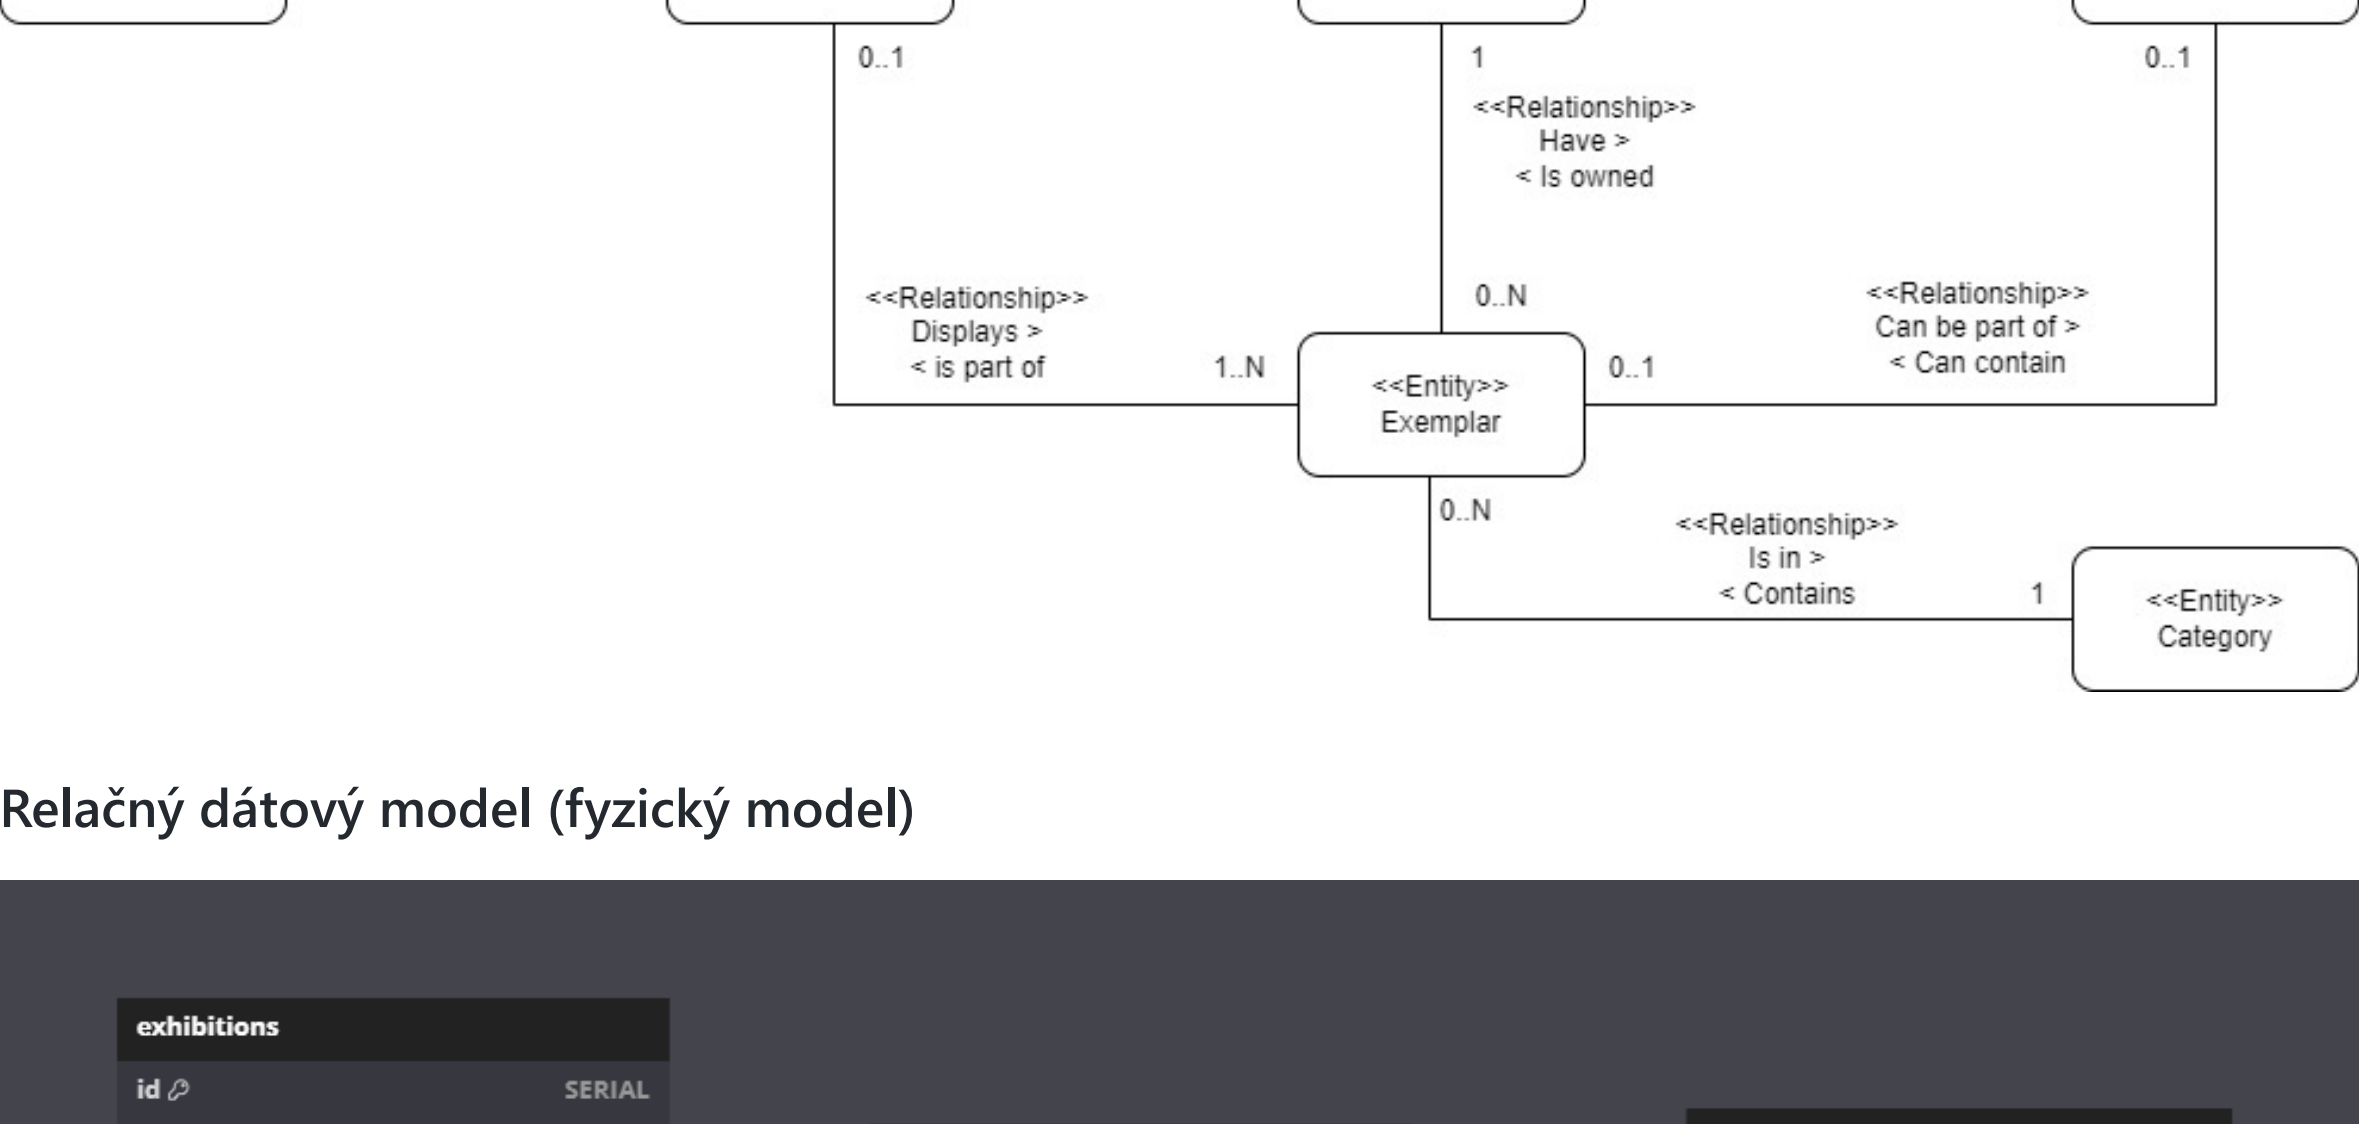 0..1
1
0..1
<<Relationship>>
Have >
< Is owned
<<Relationship>>
Displays >
< is part of
1..N
0..N
<<Relationship>>
Can be part of >
< Can contain
0..1
<<Entity>>
Exemplar
0..N
<<Relationship>>
Is in >
< Contains
1
<<Entity>>
Category
Relačný dátový model (fyzický model)
exhibitions
id SERIAL